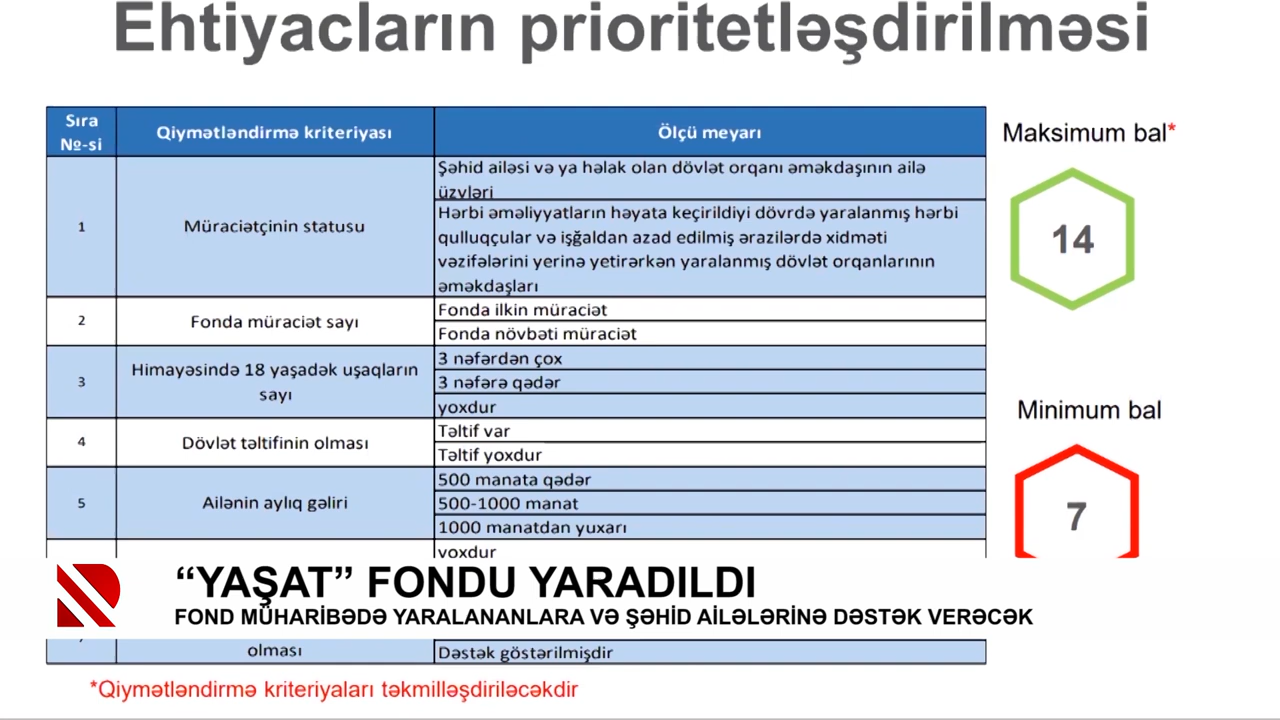 Ehtiyacların prioritetləşdirilməsi
Sıra
№-si
Qiymətləndirmə kriteriyası
Ölçü meyarı
1
Müraciətçinin statusu
Şəhid ailəsi və ya həlak olan dövlət orqanı əməkdaşının ailə
üzvləri
Hərbi əməliyyatların həyata keçirildiyi dövrdə yaralanmış hərbi
qulluqçular və işğaldan azad edilmiş ərazilərdə xidməti
vəzifələrini yerinə yetirərkən yaralanmış dövlət orqanlarının
əməkdaşları
2
Fonda müraciət sayı
Fonda ilkin müraciət
Fonda növbəti müraciət
3
Himayəsində 18 yaşadək uşaqların
sayı
3 nəfərdən çox
3 nəfərə qədər
yoxdur
4
Dövlət təltifinin olması
Təltif var
Təltif yoxdur
5
Ailənin aylıq gəliri
500 manata qədər
500-1000 manat
1000 manatdan yuxarı
yoxdur
olması
Dəstək göstərilmişdir
Maksimum bal*
14
Minimum bal
7
“YAŞAT” FONDU YARADILDI
FOND MÜHARİBƏDƏ YARALANANLARA VƏ ŞƏHİD AİLƏLƏRİNƏ DƏSTƏK VERƏCƏK
*Qiymətləndirmə kriteriyaları təkmilləşdiriləcəkdir